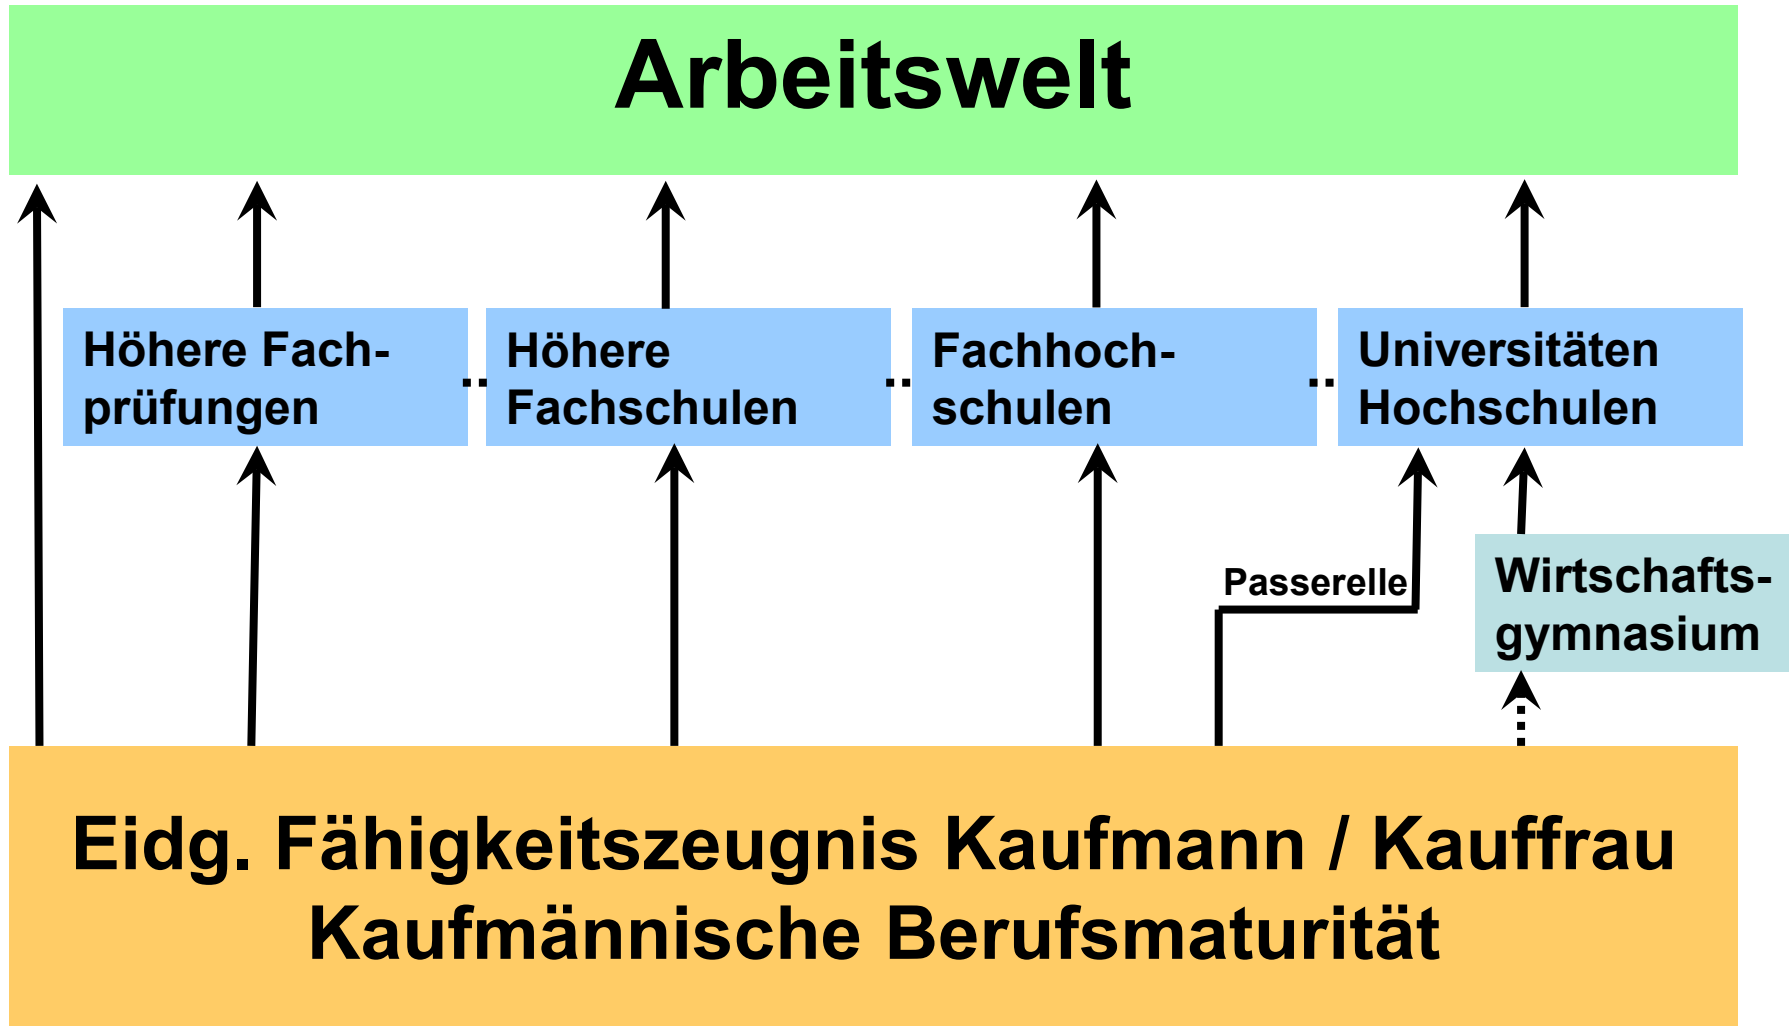 Arbeitswelt
Höhere Fach-
prüfungen
Höhere
Fachschulen
Fachhoch-
schulen
Universitäten
Hochschulen
Passerelle
Wirtschafts-
gymnasium
Eidg. Fähigkeitszeugnis Kaufmann / Kauffrau
Kaufmännische Berufsmaturität